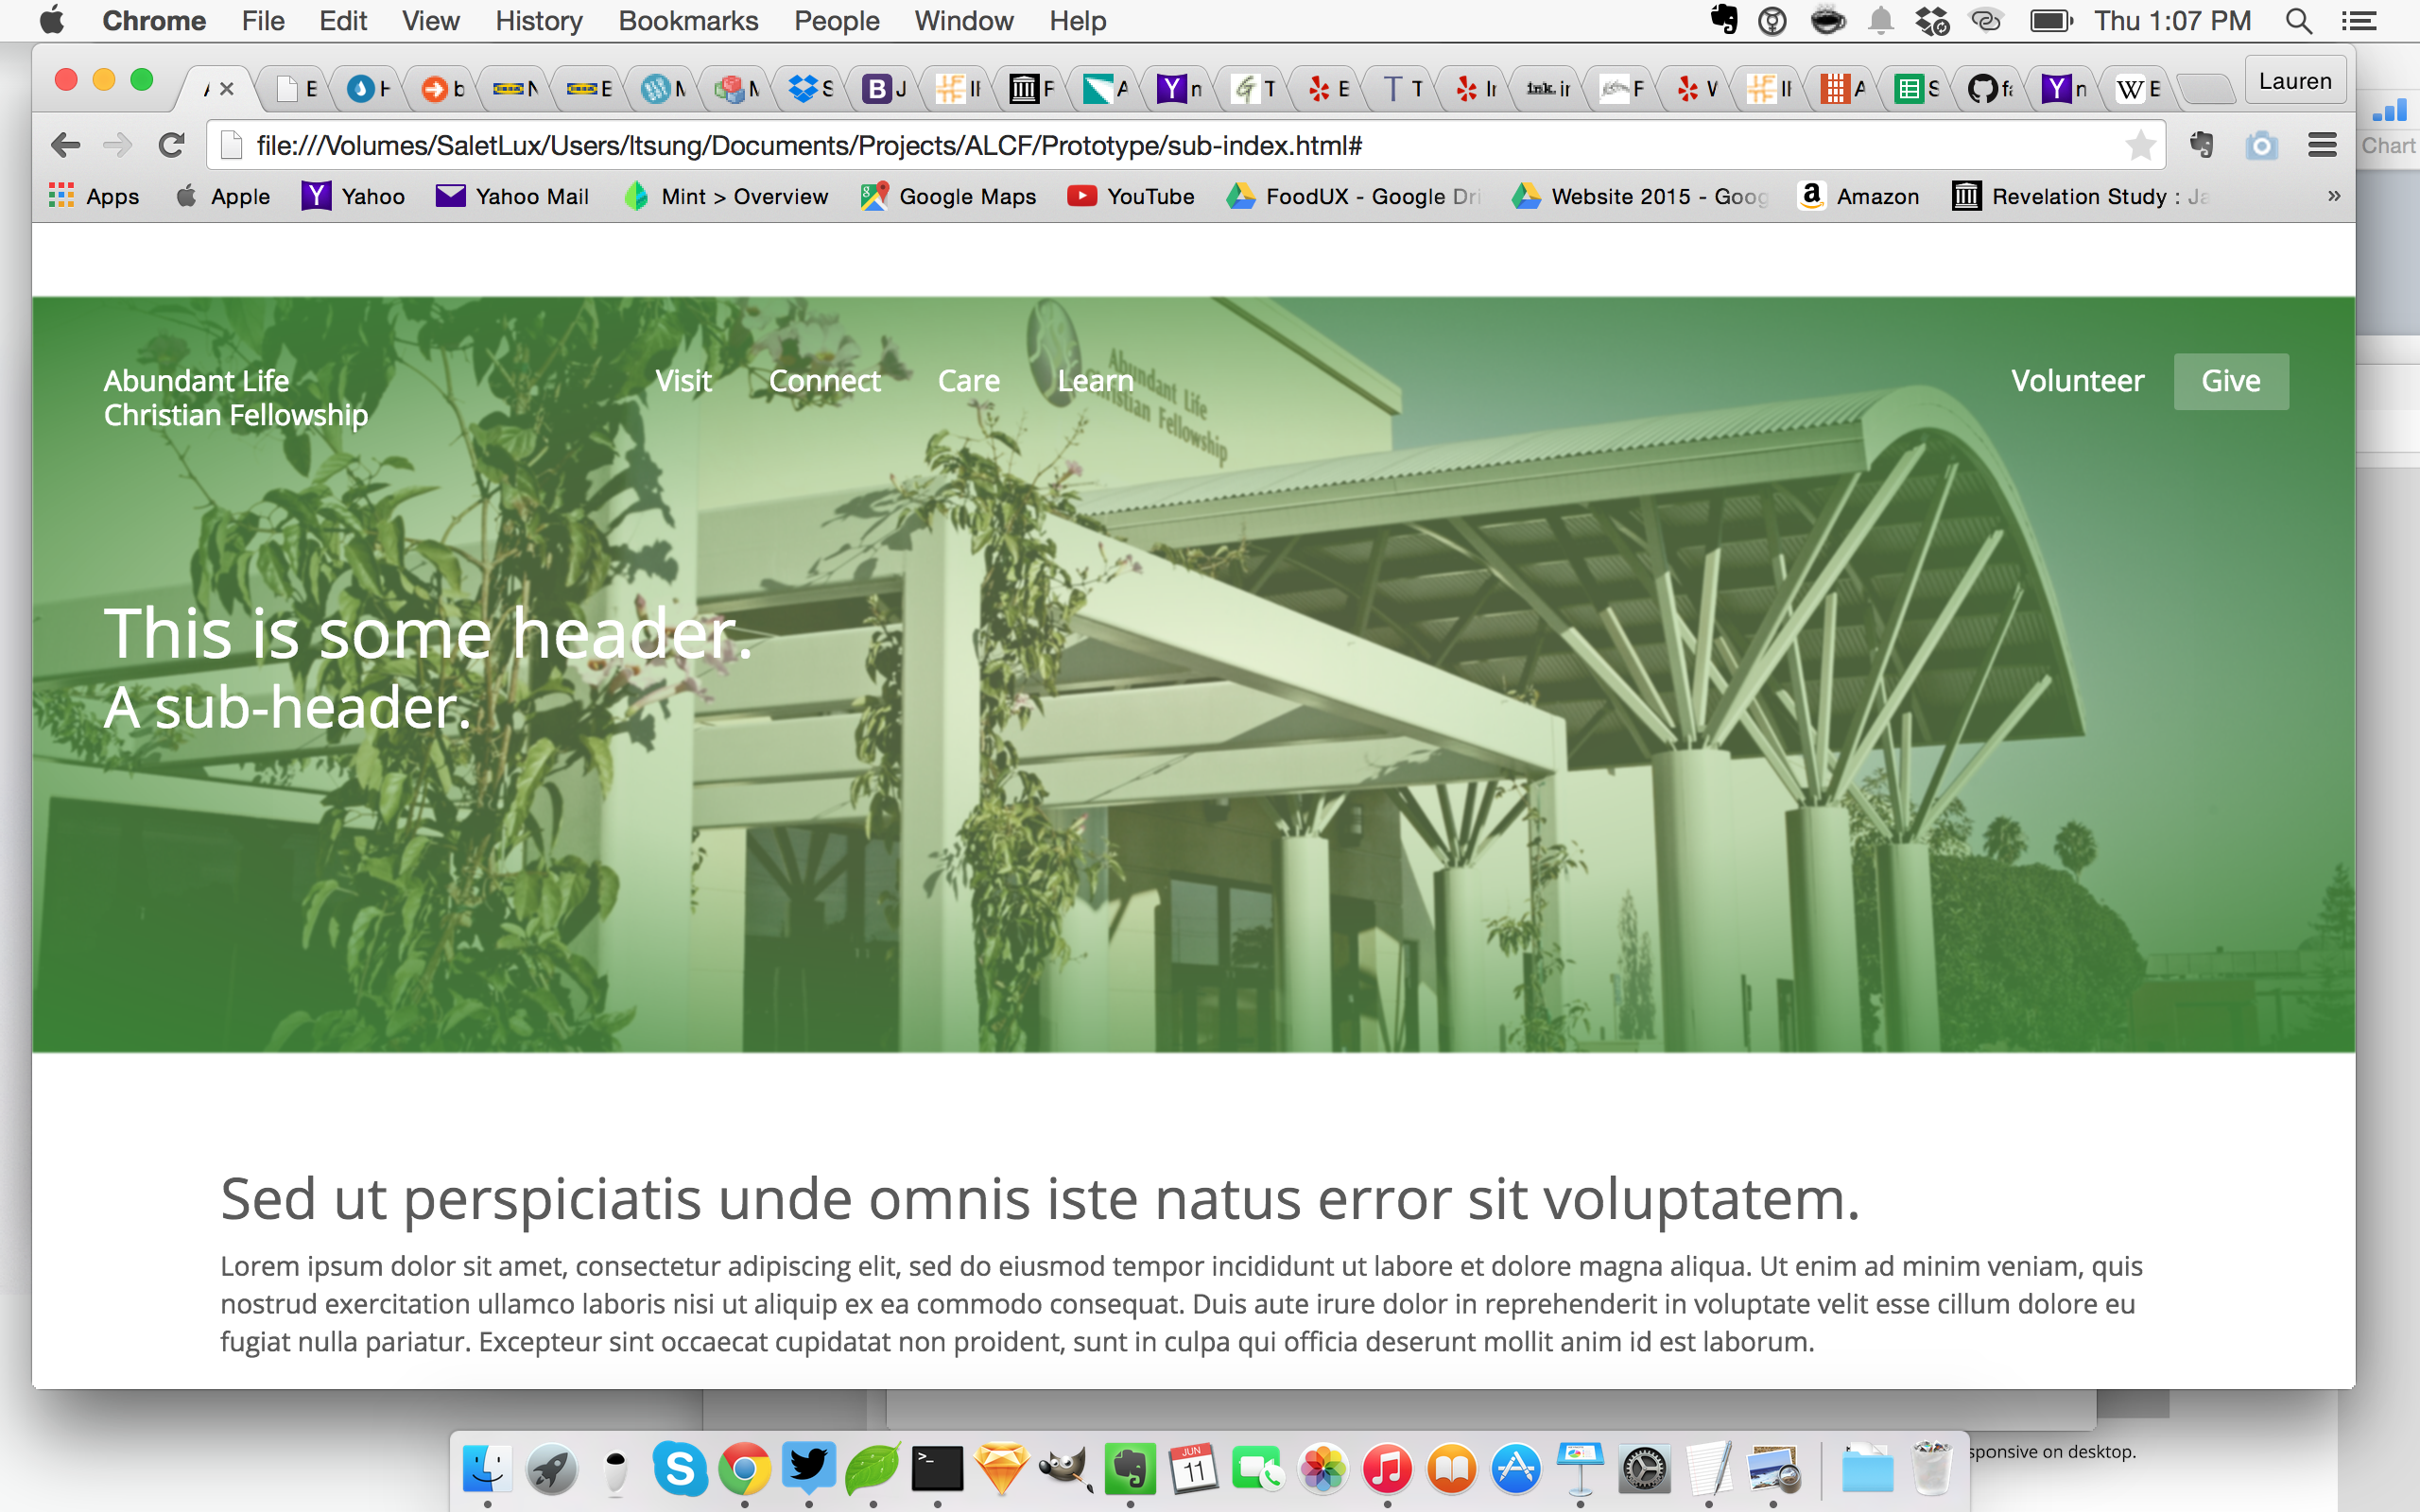 Chrome File Edit View History Bookmarks People Window Help Thu 1:07 PM
Lauren
file:///Volumes/SaletLux/Users/ltsung/Documents/Projects/ALCF/Prototype/sub-index.html#
Chart
Apps Apple Yahoo Yahoo Mail Mint > Overview Google Maps YouTube FoodUX - Google Dri Website 2015 - Goog Amazon Revelation Study : Ja »
Abundant Life
Christian Fellowship
Visit Connect Care Learn
Volunteer Give
Abundant Life
Christian Fellowship
This is some header.
A sub-header.
Sed ut perspiciatis unde omnis iste natus error sit voluptatem.
Lorem ipsum dolor sit amet, consectetur adipiscing elit, sed do eiusmod tempor incididunt ut labore et dolore magna aliqua. Ut enim ad minim veniam, quis
nostrud exercitation ullamco laboris nisi ut aliquip ex ea commodo consequat. Duis aute irure dolor in reprehenderit in voluptate velit esse cillum dolore eu
fugiat nulla pariatur. Excepteur sint occaecat cupidatat non proident, sunt in culpa qui officia deserunt mollit anim id est laborum.
sponsive on desktop.
JUN
11